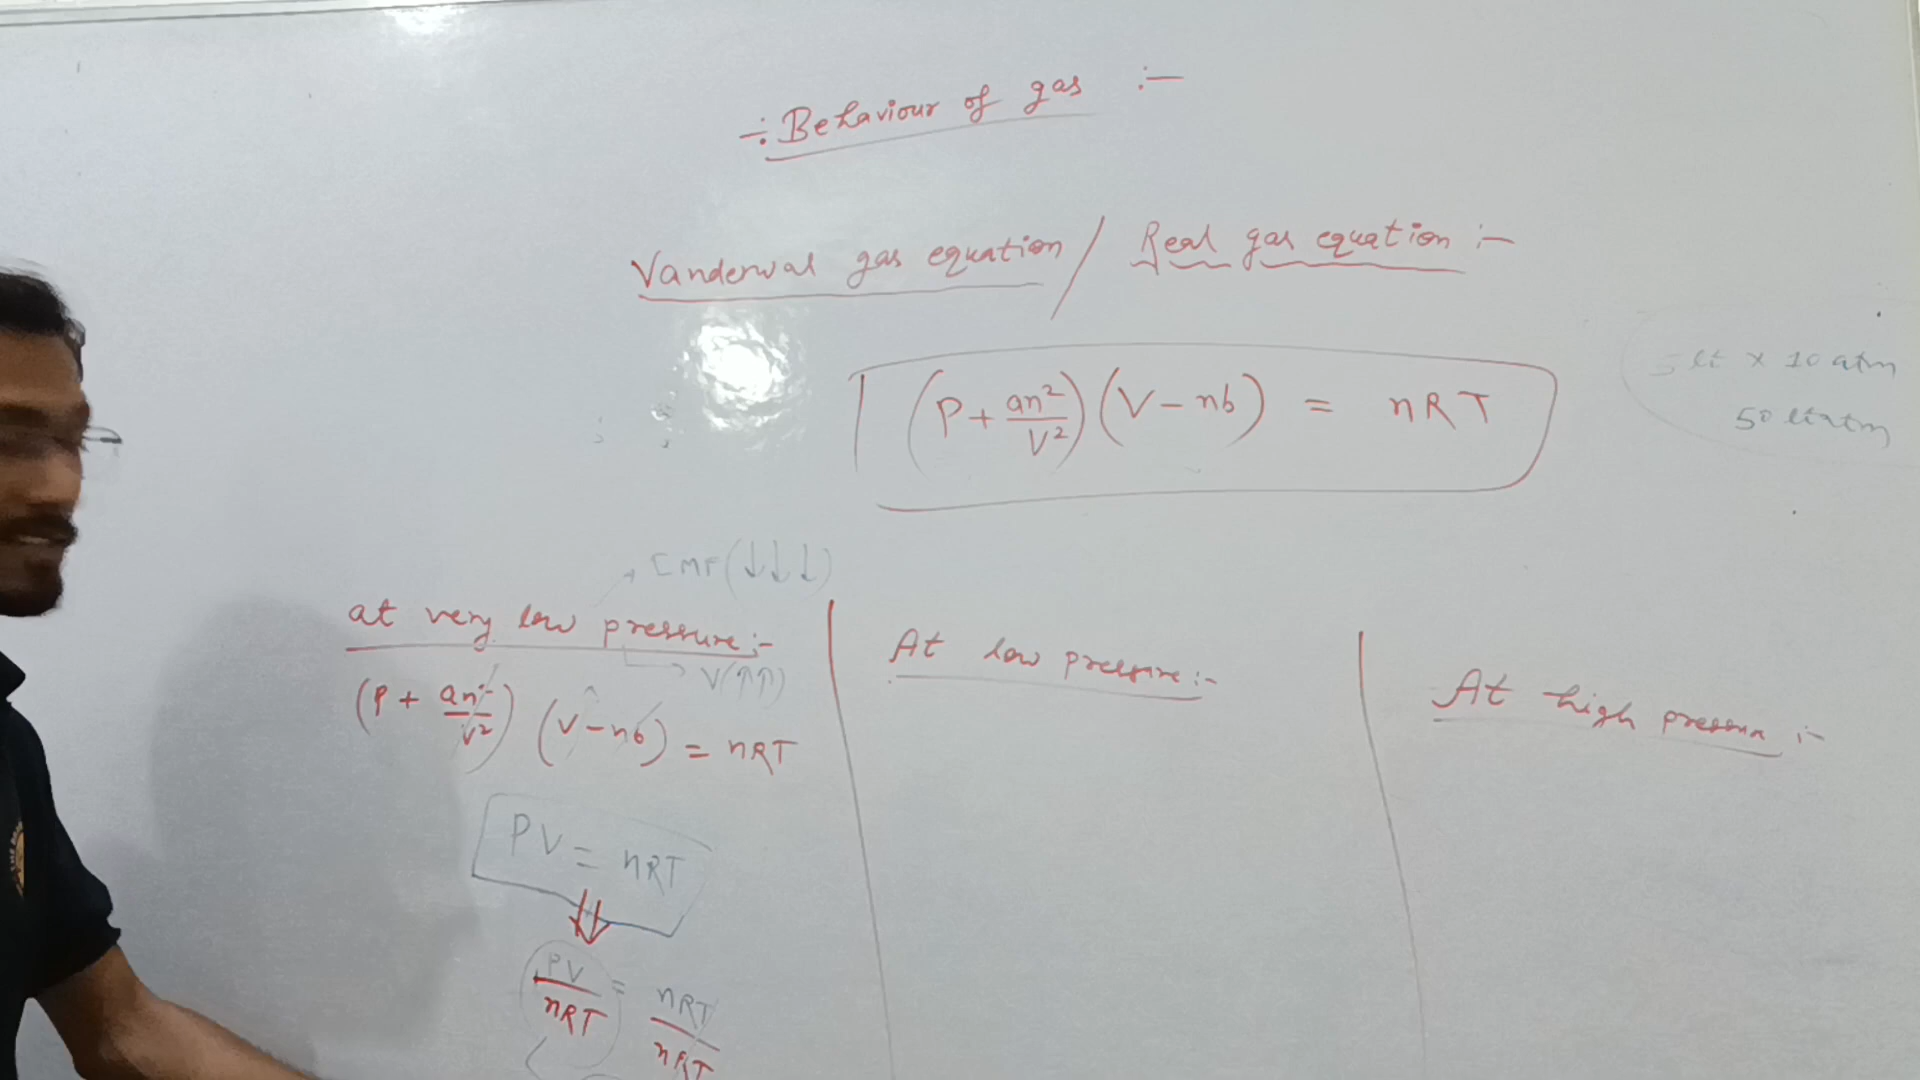 ÷ Behaviour of gas :-
Vanderwal gas equation / Real gas equation :-
(P + an²/V²) (V - nb) = nRT
5 lt × 10 atm
50 lt atm
IMF (↓↓↓)
at very low pressure :-
V(↑↑)
(P + an²/V²) (V - nb) = nRT
PV = nRT
PV/nRT = nRT/nRT
At low pressure :-
At high pressure :-